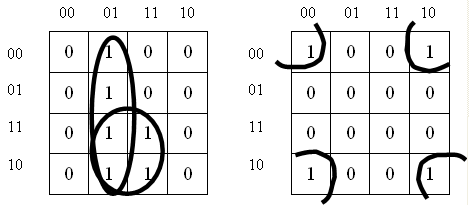 00 01 11 10 00 01 11 10
00 0 1 0 0 00 1 0 0 1
01 0 1 0 0 01 0 0 0 0
11 0 1 1 0 11 0 0 0 0
10 0 1 1 0 10 1 0 0 1